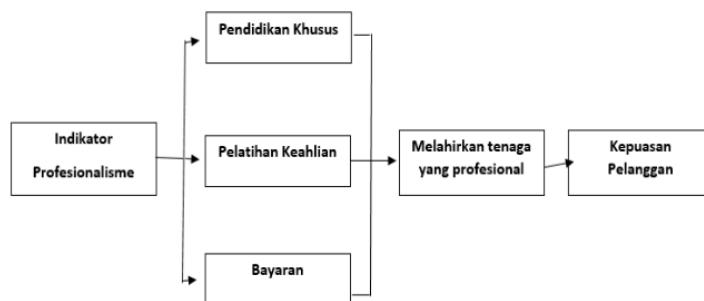 Indikator
Profesionalisme
Pendidikan Khusus
Pelatihan Keahlian
Bayaran
Melahirkan tenaga
yang profesional
Kepuasan
Pelanggan